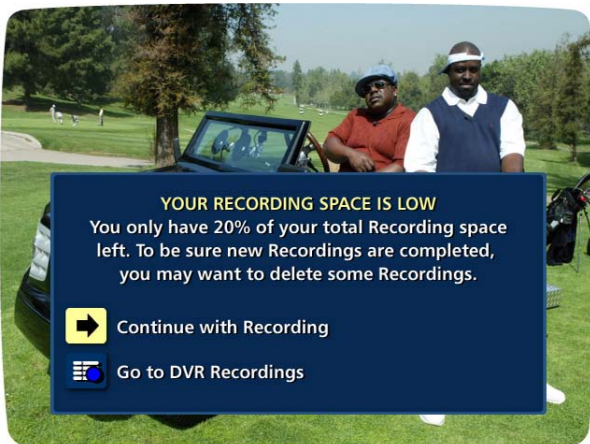 YOUR RECORDING SPACE IS LOW
You only have 20% of your total Recording space
left. To be sure new Recordings are completed,
you may want to delete some Recordings.
Continue with Recording
Go to DVR Recordings